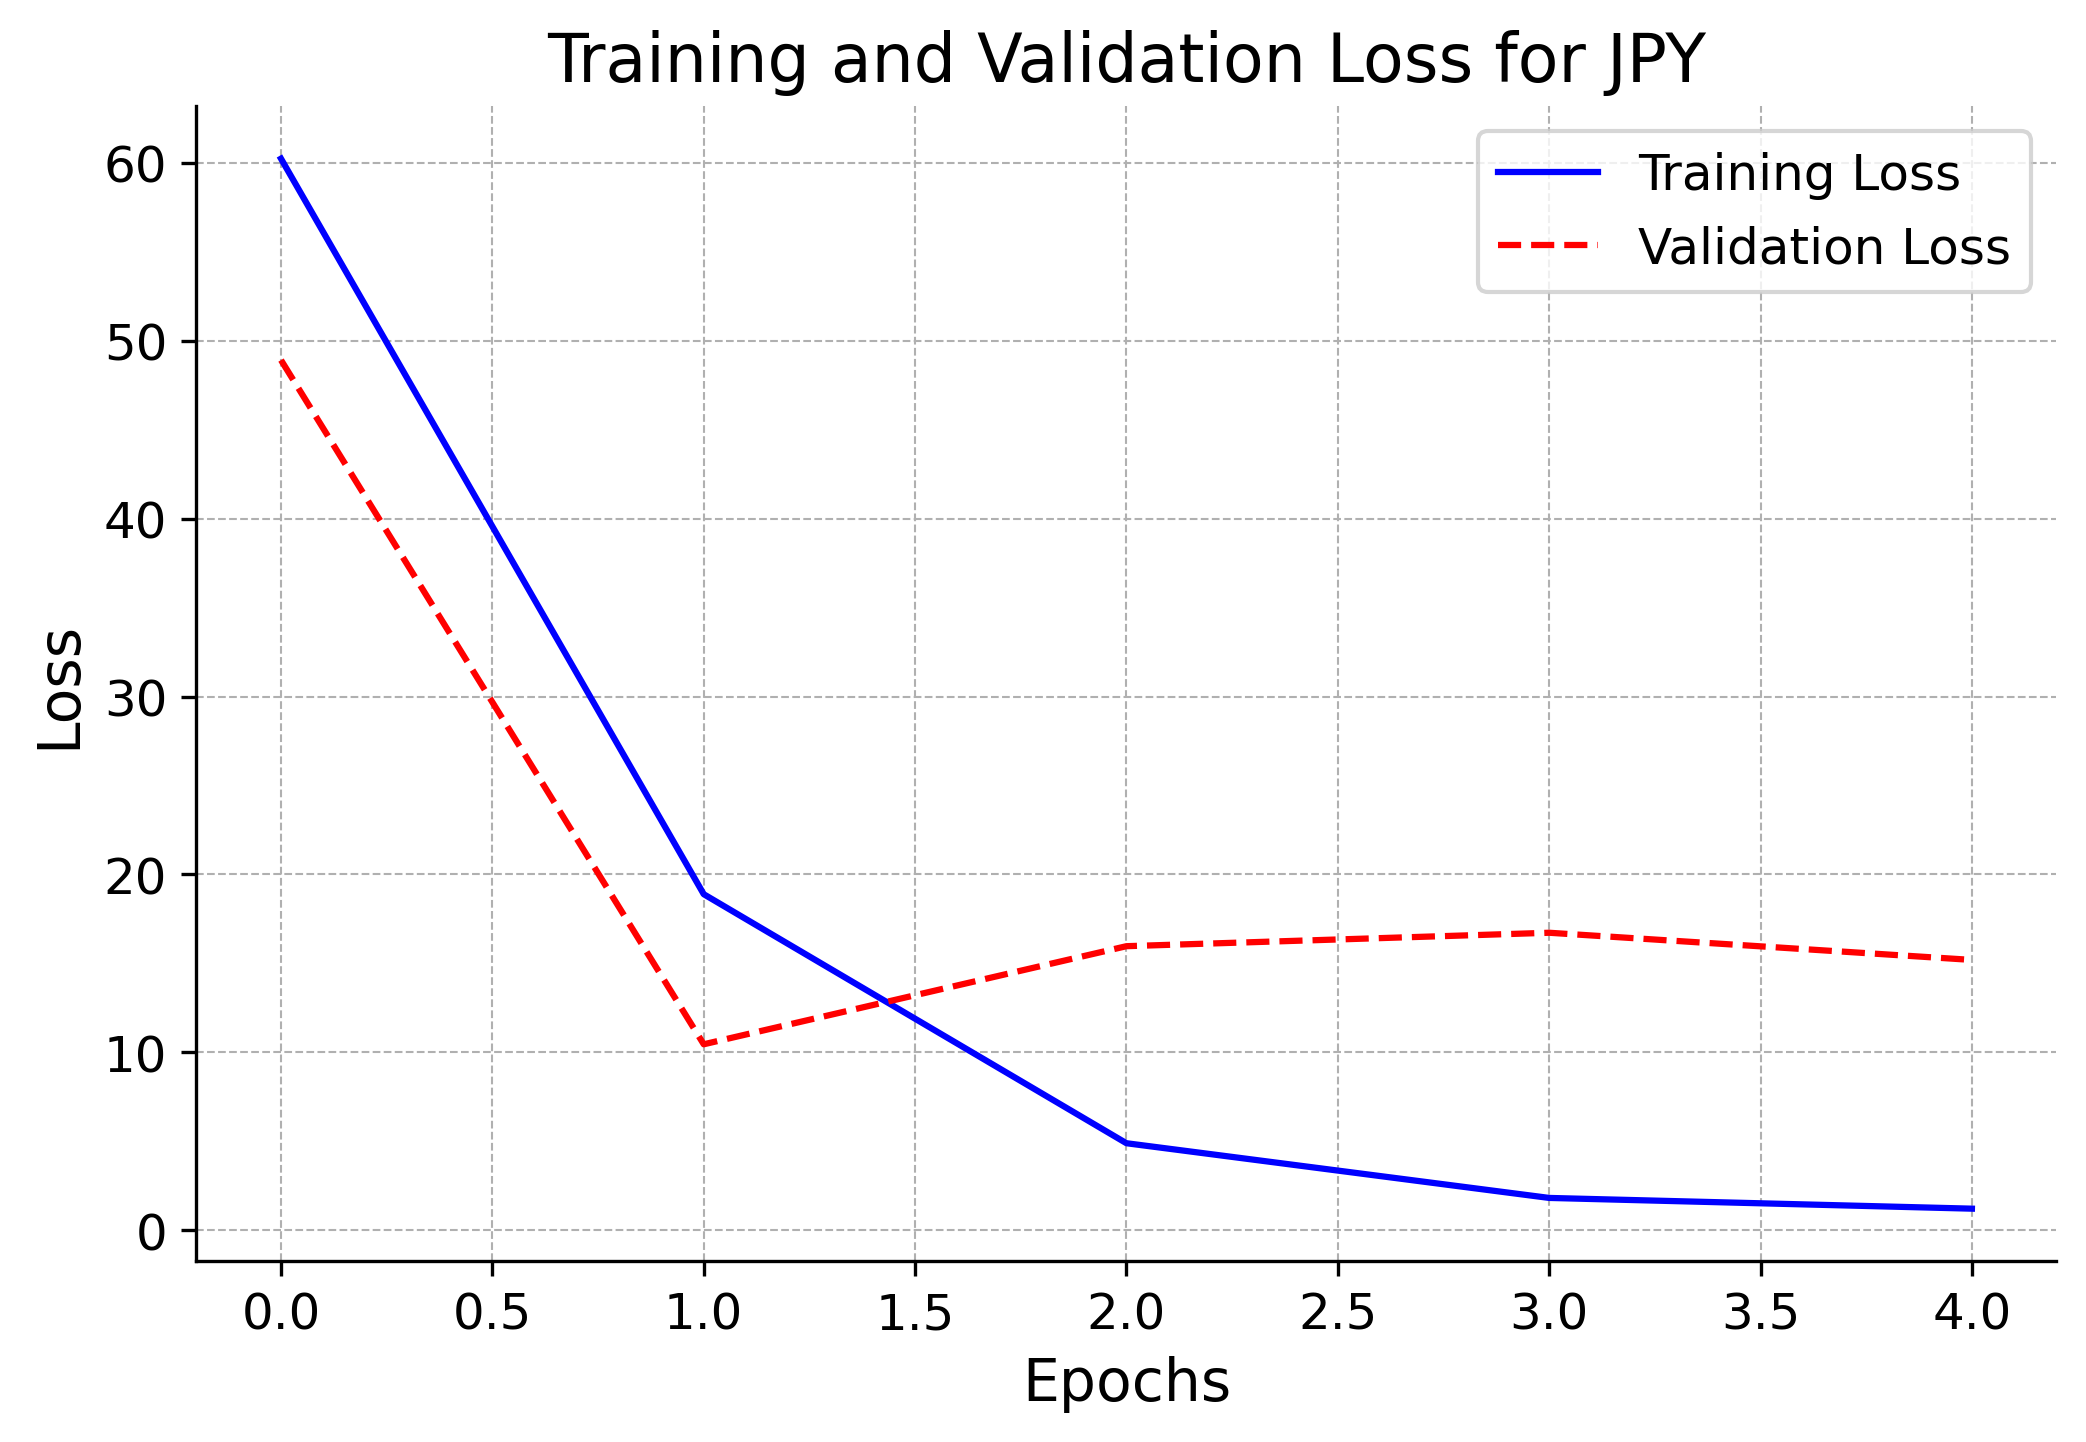 Training and Validation Loss for JPY
Training Loss
Validation Loss
60
50
40
30
20
10
0
Loss
0.0 0.5 1.0 1.5 2.0 2.5 3.0 3.5 4.0
Epochs